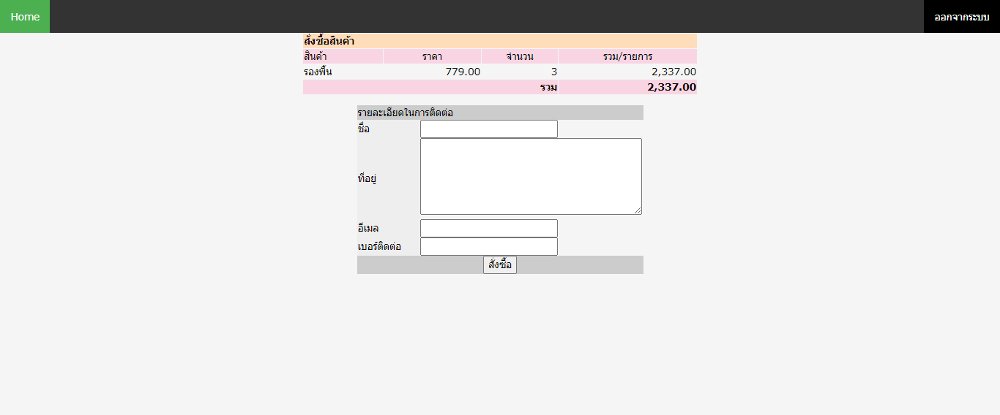 Home ออกจากระบบ
สั่งซื้อสินค้า
สินค้า ราคา จำนวน รวม/รายการ
รองพื้น 779.00 3 2,337.00
รวม 2,337.00
รายละเอียดในการติดต่อ
ชื่อ
ที่อยู่
อีเมล
เบอร์ติดต่อ
สั่งซื้อ